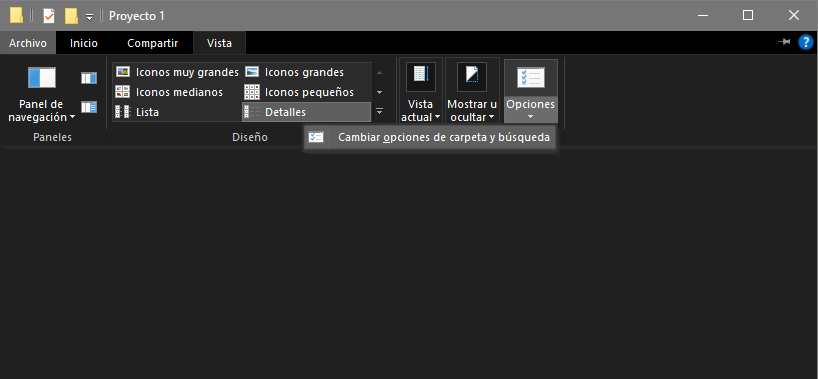 Proyecto 1
Archivo Inicio Compartir Vista
Iconos muy grandes Iconos grandes
Iconos medianos Iconos pequeños
Lista Detalles
Panel de
navegación
Vista
actual
Mostrar u
ocultar
Opciones
Paneles
Diseño
Cambiar opciones de carpeta y búsqueda